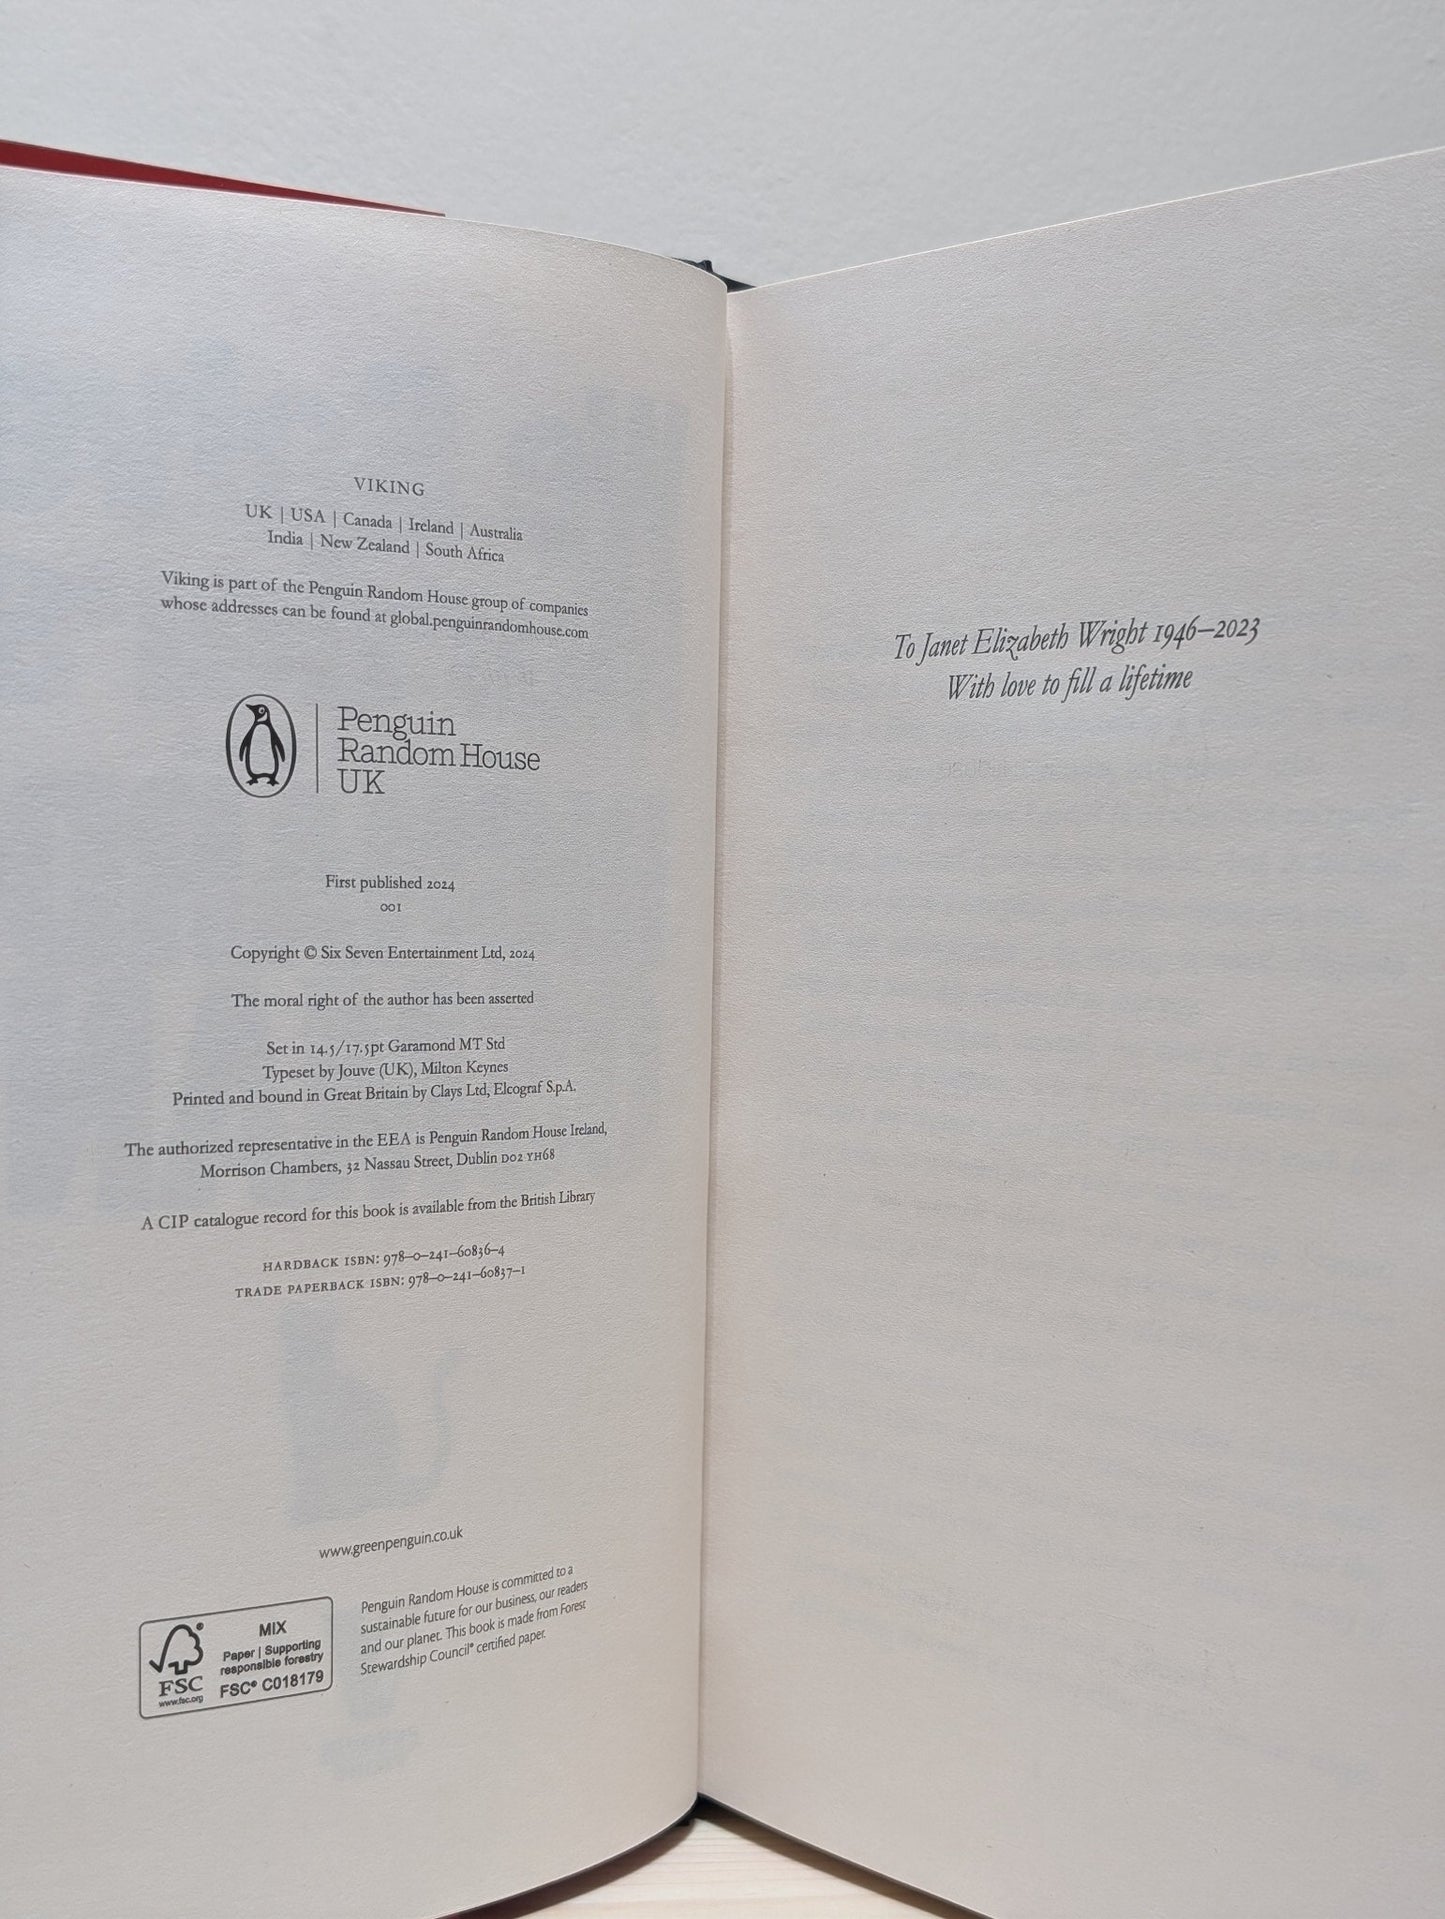 VIKING
UK | USA | Canada | Ireland | Australia
India | New Zealand | South Africa
Viking is part of the Penguin Random House group of companies
whose addresses can be found at global.penguinrandomhouse.com
Penguin
Random House
UK
First published 2024
001
Copyright © Six Seven Entertainment Ltd, 2024
The moral right of the author has been asserted
Set in 14.5/17.5pt Garamond MT Std
Typeset by Jouve (UK), Milton Keynes
Printed and bound in Great Britain by Clays Ltd, Elcograf S.p.A.
The authorized representative in the EEA is Penguin Random House Ireland,
Morrison Chambers, 32 Nassau Street, Dublin D02 YH68
A CIP catalogue record for this book is available from the British Library
HARDBACK ISBN: 978–0–241–60836–4
TRADE PAPERBACK ISBN: 978–0–241–60837–1
www.greenpenguin.co.uk
MIX
Paper | Supporting
responsible forestry
FSC® C018179
FSC
www.fsc.org
Penguin Random House is committed to a
sustainable future for our business, our readers
and our planet. This book is made from Forest
Stewardship Council® certified paper.
To Janet Elizabeth Wright 1946–2023
With love to fill a lifetime